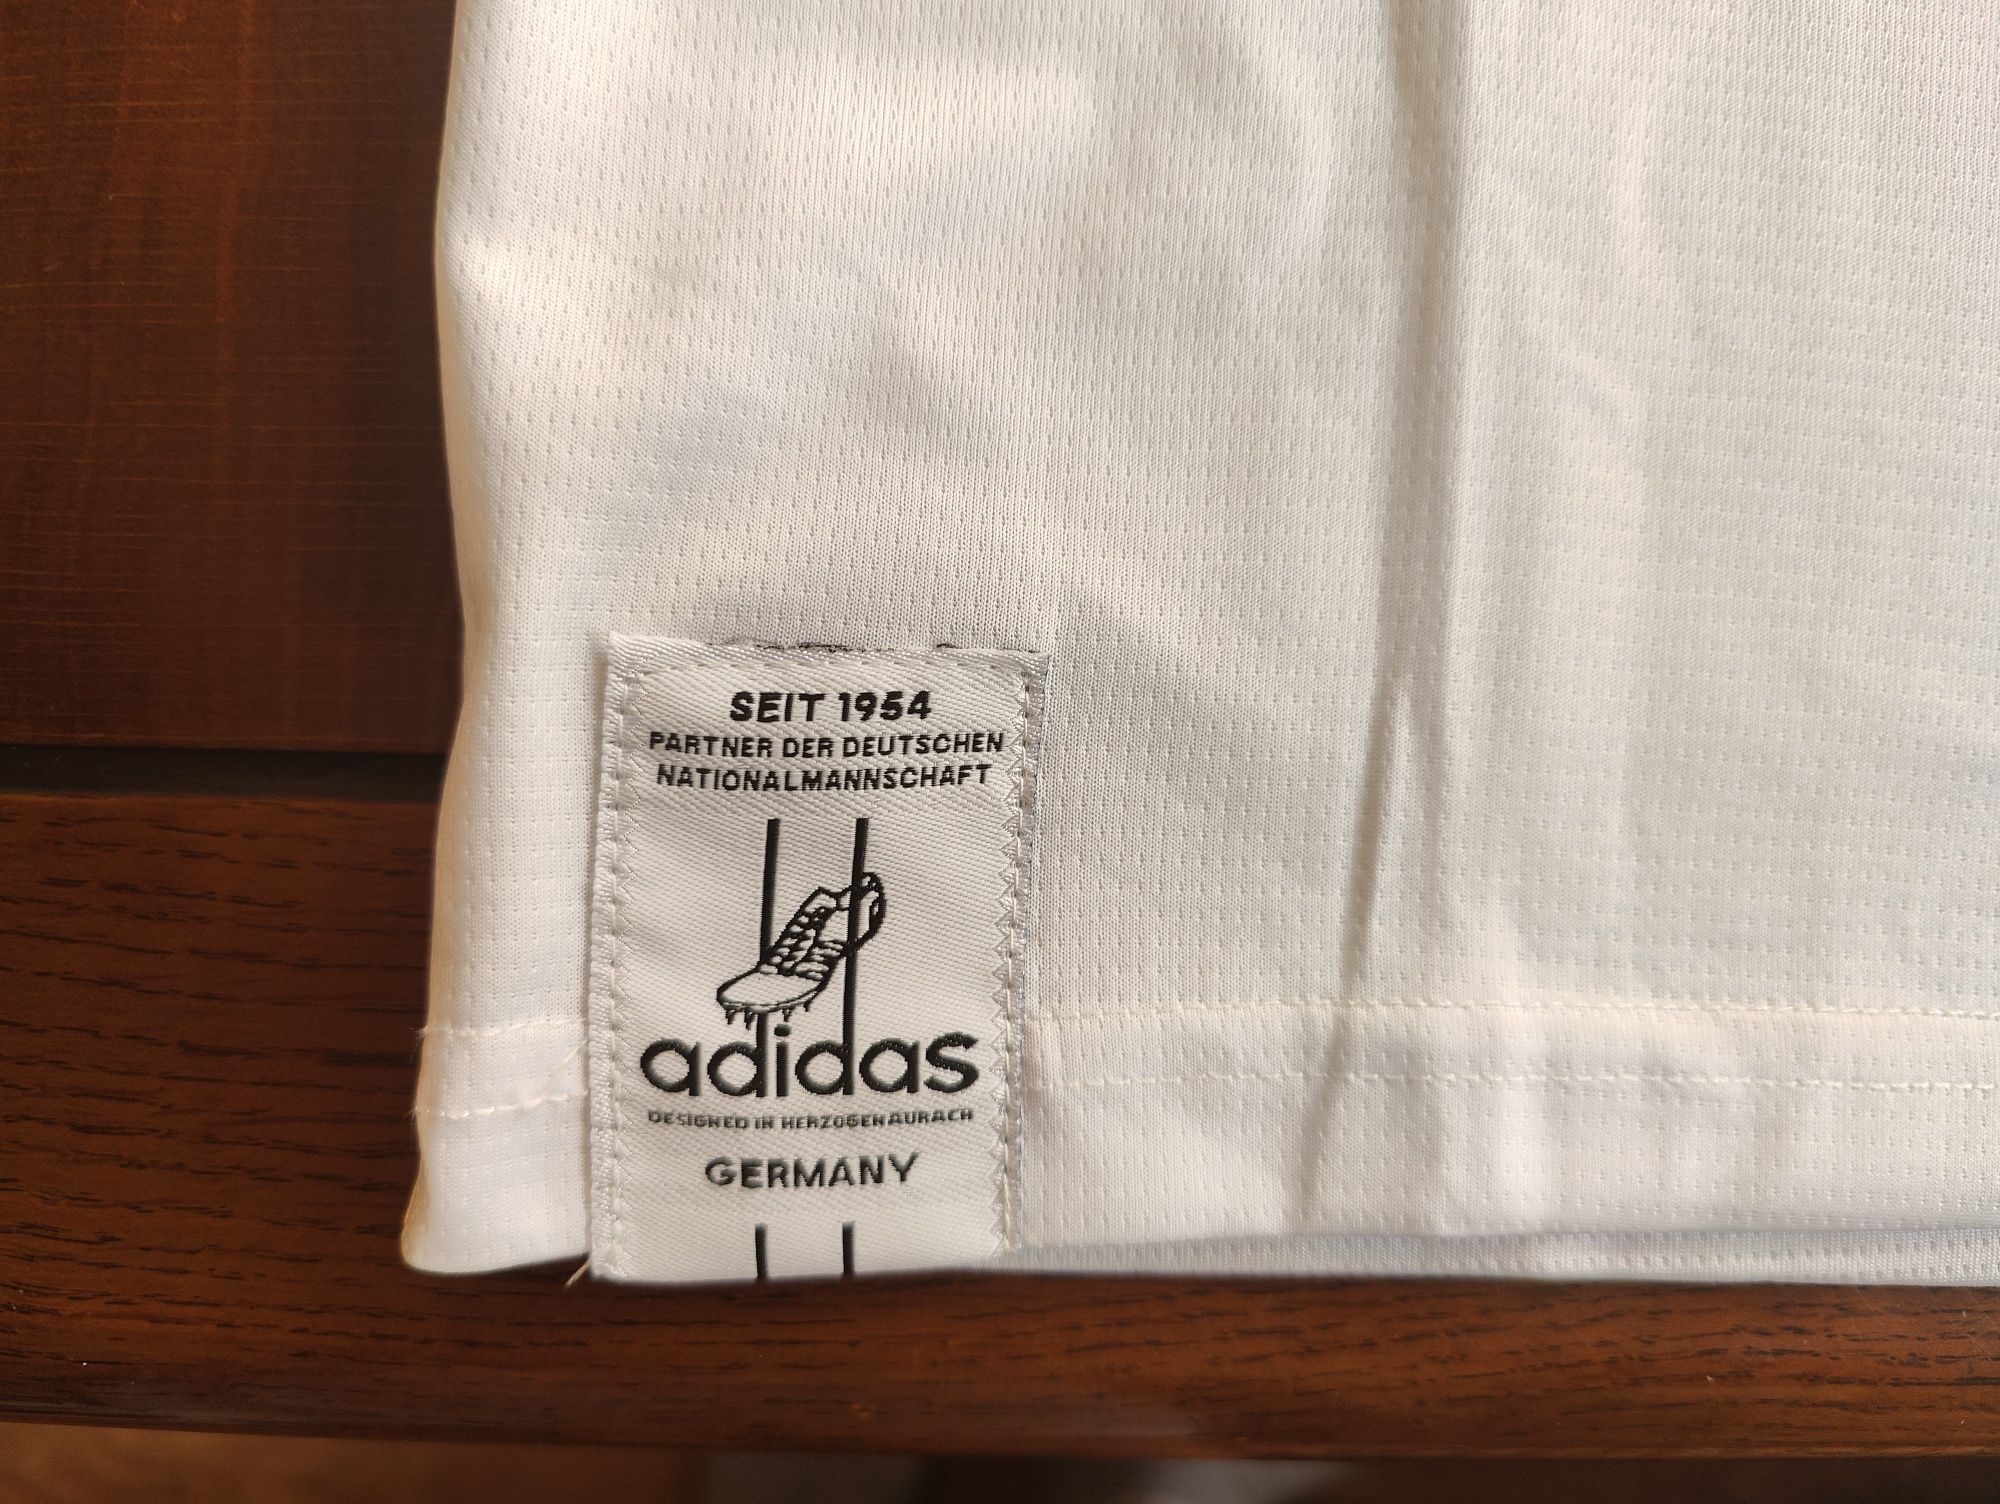 SEIT 1954
PARTNER DER DEUTSCHEN
NATIONALMANNSCHAFT
adidas
DESIGNED IN HERZOGENAURACH
GERMANY